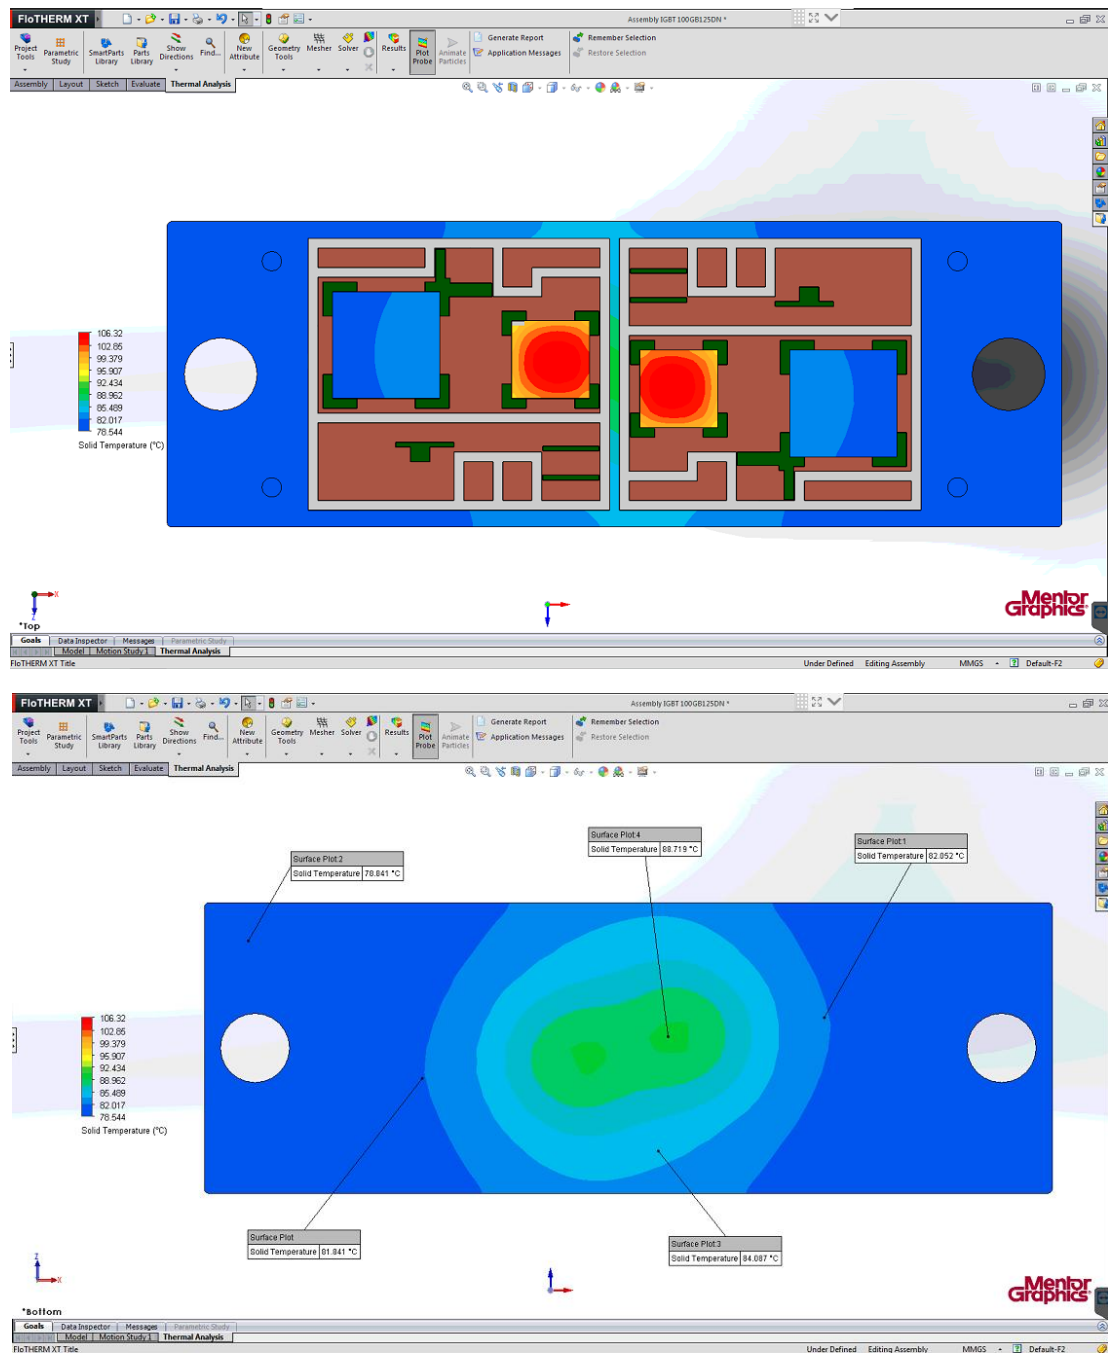 FloTHERM XT
Assembly IGBT 100GB125DN *
Project Tools
Parametric Study
SmartParts Library
Parts Library
Show Directions
Find...
New Attribute
Geometry Tools
Mesher
Solver
Results
Plot Probe
Animate Particles
Generate Report
Application Messages
Remember Selection
Restore Selection
Assembly Layout Sketch Evaluate Thermal Analysis
106.32
102.85
99.379
95.907
92.434
88.962
85.489
82.017
78.544
Solid Temperature (°C)
X
Z
*Top
Mentor Graphics
Goals Data Inspector Messages Parametric Study
Model Motion Study 1 Thermal Analysis
FloTHERM XT Title
Under Defined Editing Assembly MMGS Default-F2
FloTHERM XT
Assembly IGBT 100GB125DN *
Project Tools
Parametric Study
SmartParts Library
Parts Library
Show Directions
Find...
New Attribute
Geometry Tools
Mesher
Solver
Results
Plot Probe
Animate Particles
Generate Report
Application Messages
Remember Selection
Restore Selection
Assembly Layout Sketch Evaluate Thermal Analysis
Surface Plot:4
Solid Temperature 88.719 °C
Surface Plot:1
Solid Temperature 82.052 °C
Surface Plot:2
Solid Temperature 78.841 °C
106.32
102.85
99.379
95.907
92.434
88.962
85.489
82.017
78.544
Solid Temperature (°C)
Surface Plot
Solid Temperature 81.841 °C
Surface Plot:3
Solid Temperature 84.087 °C
Z
X
*Bottom
Mentor Graphics
Goals Data Inspector Messages Parametric Study
Model Motion Study 1 Thermal Analysis
FloTHERM XT Title
Under Defined Editing Assembly MMGS Default-F2